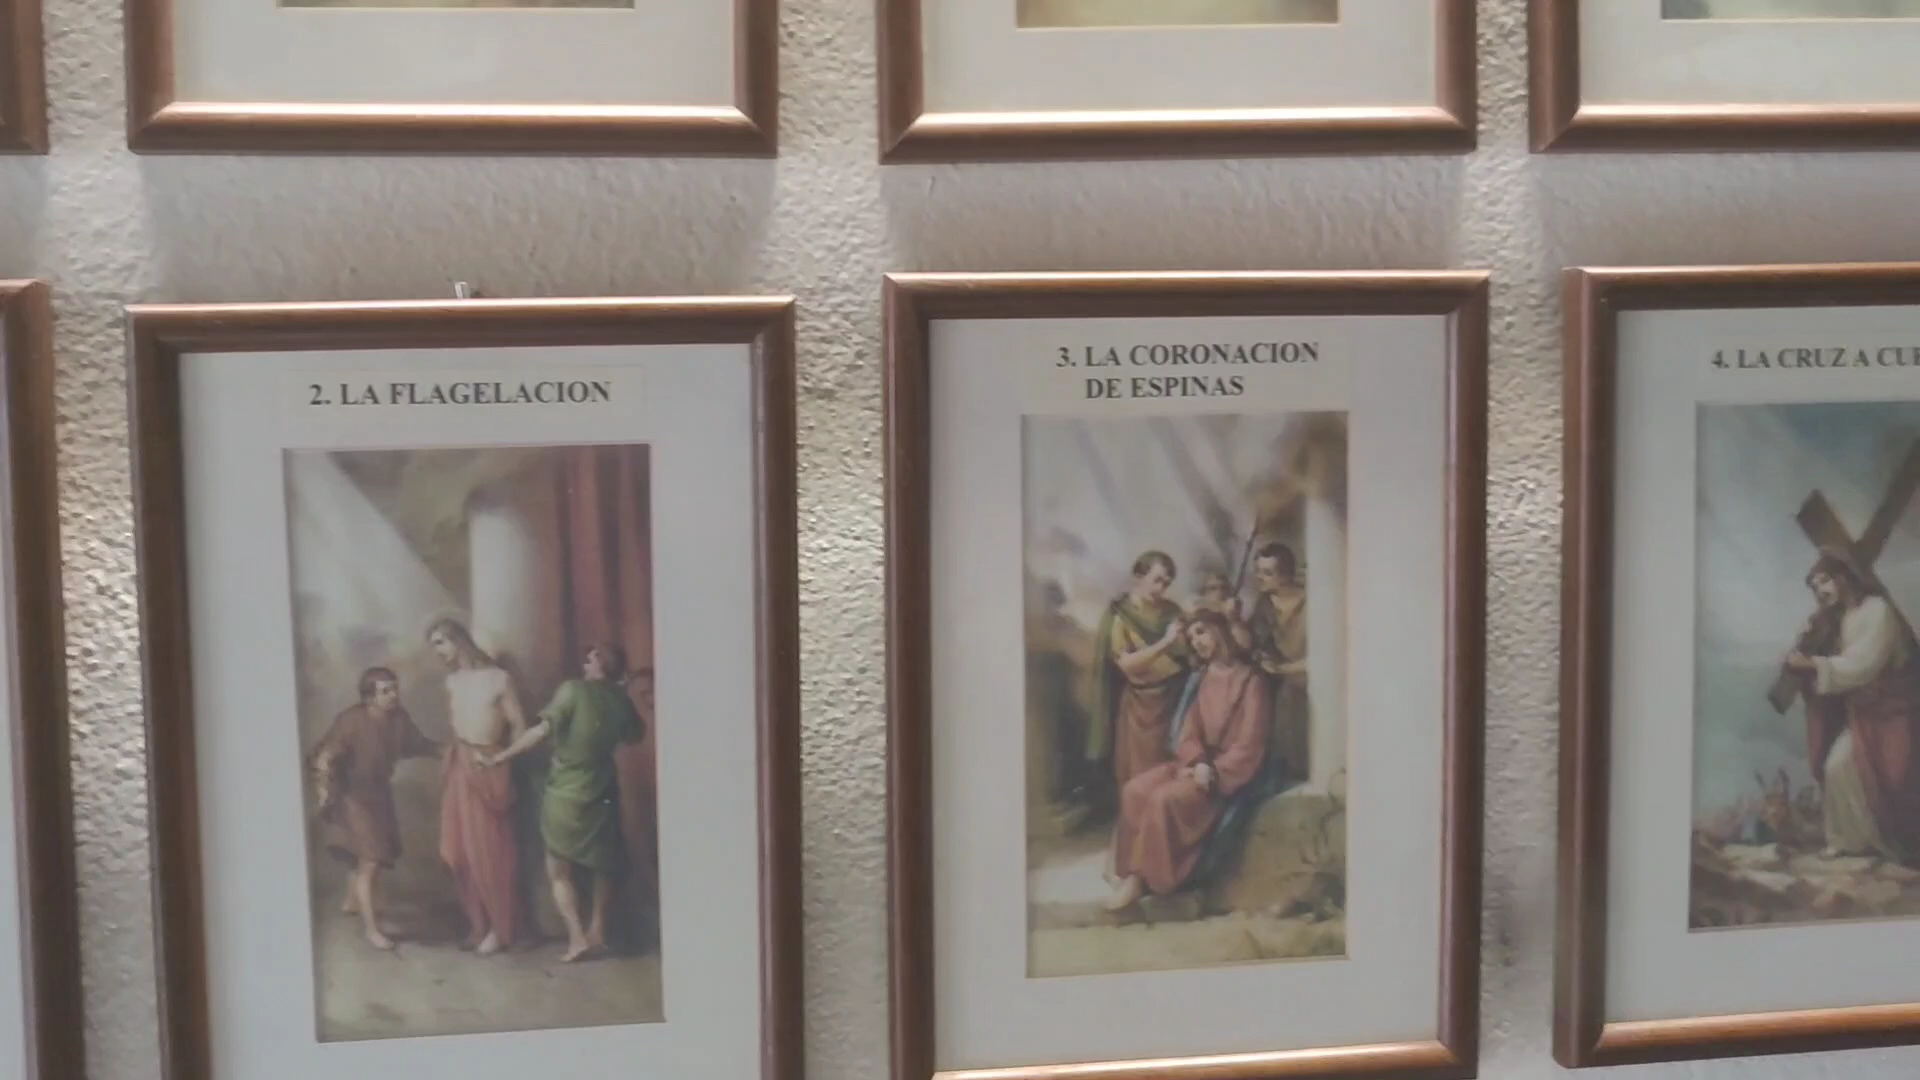 2. LA FLAGELACION
3. LA CORONACION
DE ESPINAS
4. LA CRUZ A